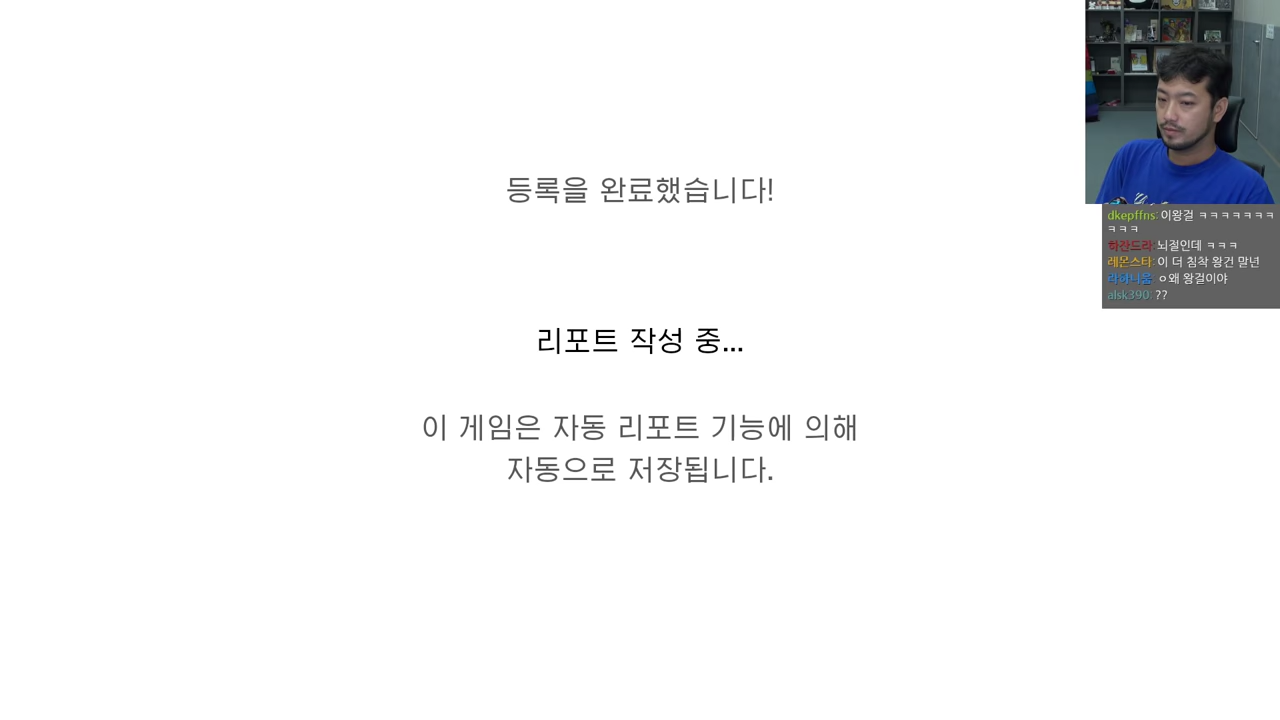 등록을 완료했습니다!
리포트 작성 중...
이 게임은 자동 리포트 기능에 의해
자동으로 저장됩니다.
dkepffns: 이왕걸 ㅋㅋㅋㅋㅋㅋㅋ
ㅋㅋㅋ
하잔드라: 뇌절인데 ㅋㅋㅋ
레몬스타: 이 더 침착 왕건 말년
ㅇ왜 왕걸이야
alsk390: ??